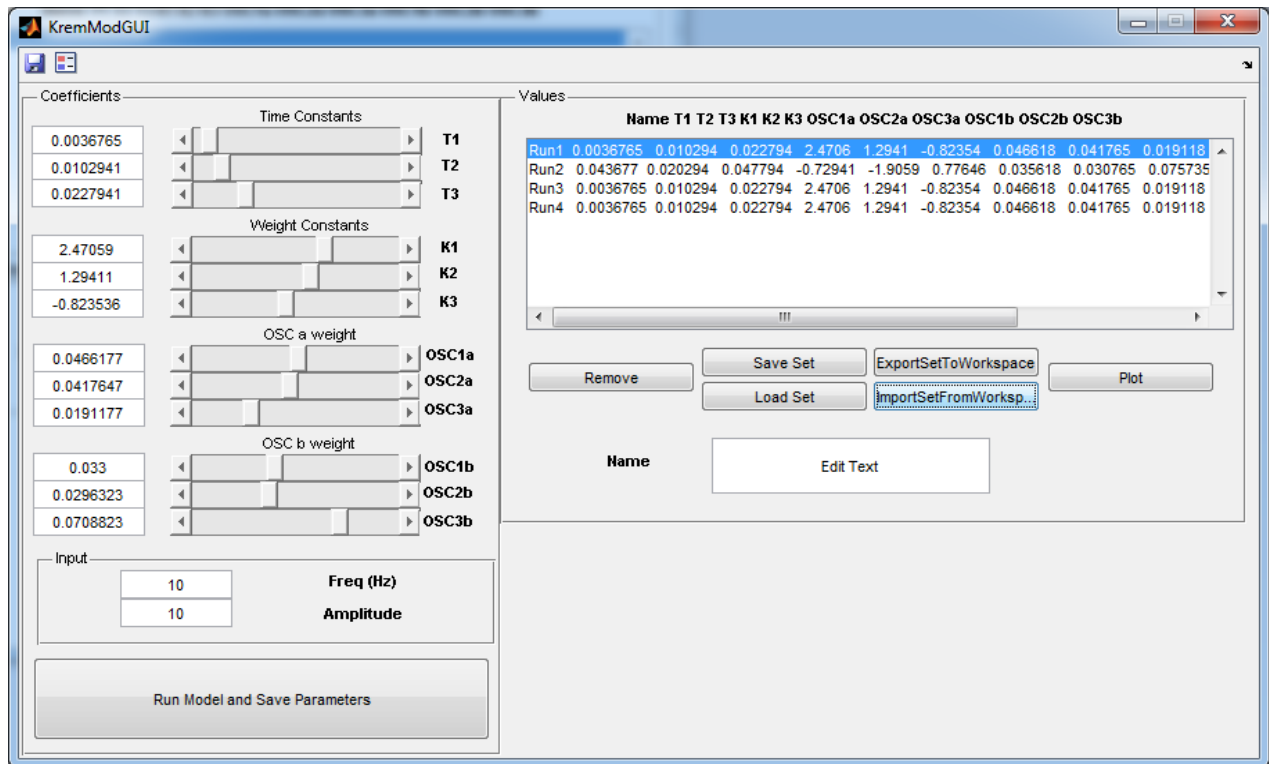 KremModGUI
Coefficients
Time Constants
0.0036765 T1
0.0102941 T2
0.0227941 T3
Weight Constants
2.47059 K1
1.29411 K2
-0.823536 K3
OSC a weight
0.0466177 OSC1a
0.0417647 OSC2a
0.0191177 OSC3a
OSC b weight
0.033 OSC1b
0.0296323 OSC2b
0.0708823 OSC3b
Input
10 Freq (Hz)
10 Amplitude
Run Model and Save Parameters
Values
Name T1 T2 T3 K1 K2 K3 OSC1a OSC2a OSC3a OSC1b OSC2b OSC3b
Run1 0.0036765 0.010294 0.022794 2.4706 1.2941 -0.82354 0.046618 0.041765 0.019118
Run2 0.043677 0.020294 0.047794 -0.72941 -1.9059 0.77646 0.035618 0.030765 0.075735
Run3 0.0036765 0.010294 0.022794 2.4706 1.2941 -0.82354 0.046618 0.041765 0.019118
Run4 0.0036765 0.010294 0.022794 2.4706 1.2941 -0.82354 0.046618 0.041765 0.019118
Remove
Save Set
ExportSetToWorkspace
Plot
Load Set
ImportSetFromWorksp...
Name
Edit Text